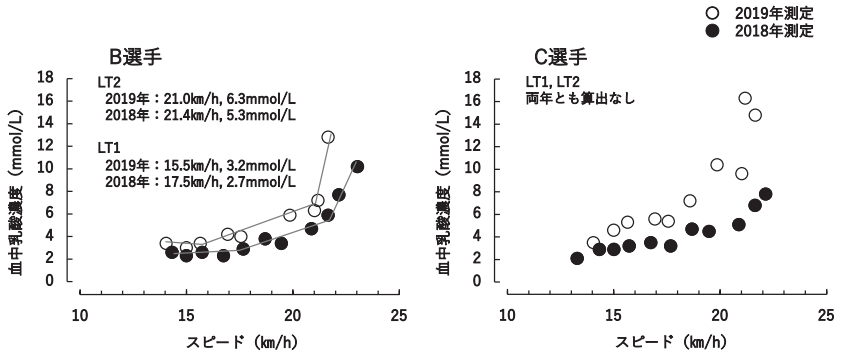 2019年測定
2018年測定
B選手
LT2
2019年：21.0㎞/h, 6.3mmol/L
2018年：21.4㎞/h, 5.3mmol/L
LT1
2019年：15.5㎞/h, 3.2mmol/L
2018年：17.5㎞/h, 2.7mmol/L
血中乳酸濃度（mmol/L）
18
16
14
12
10
8
6
4
2
0
10
15
20
25
スピード（㎞/h）
C選手
LT1, LT2
両年とも算出なし
血中乳酸濃度（mmol/L）
18
16
14
12
10
8
6
4
2
0
10
15
20
25
スピード（㎞/h）